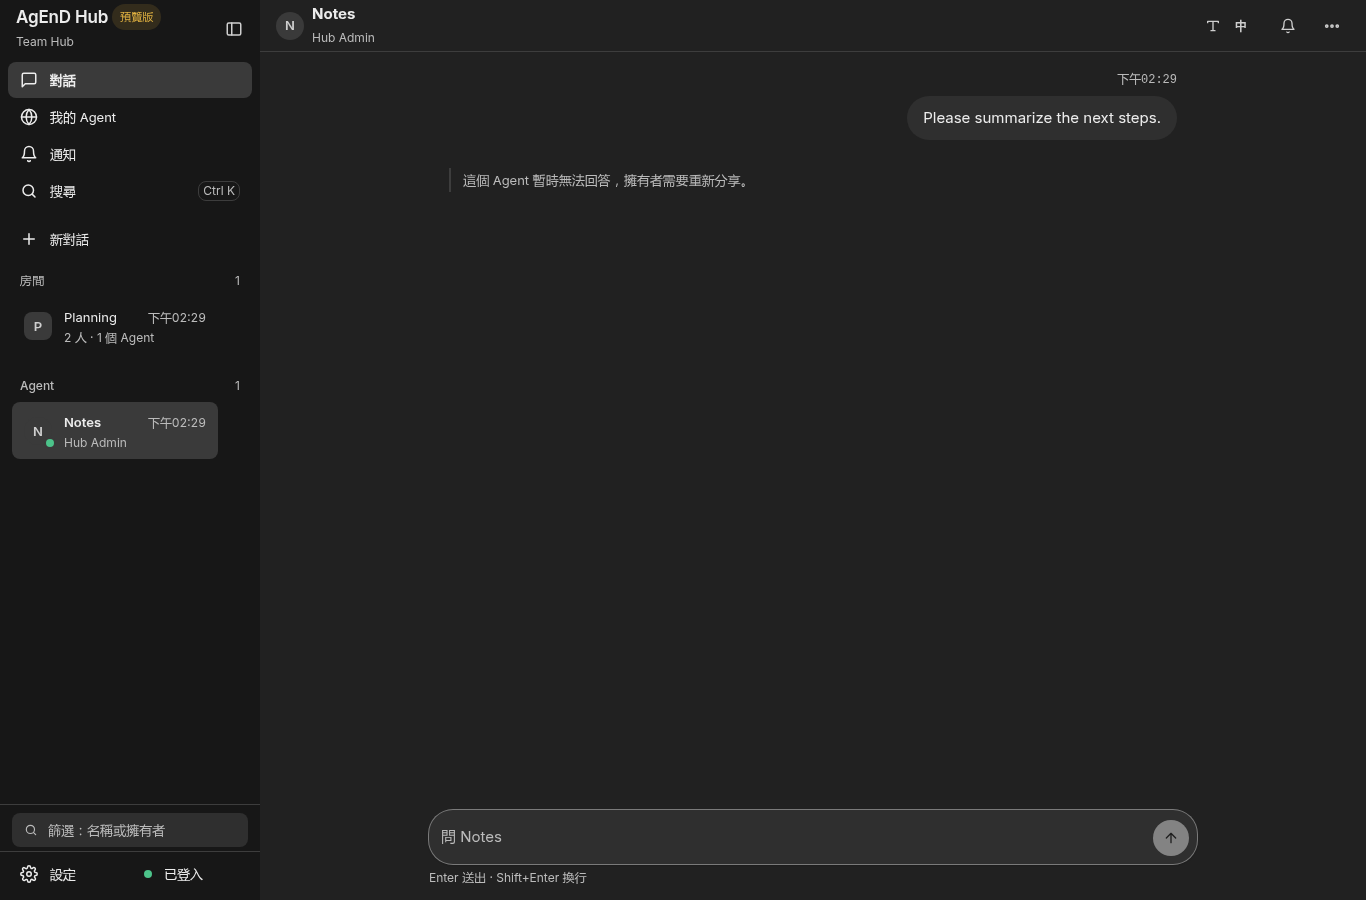 AgEnD Hub 預覽版
Team Hub
對話
我的 Agent
通知
搜尋 Ctrl K
新對話
房間 1
P
Planning 下午02:29
2 人 · 1 個 Agent
Agent 1
N
Notes 下午02:29
Hub Admin
篩選：名稱或擁有者
設定 已登入
N
Notes
Hub Admin
中
下午02:29
Please summarize the next steps.
這個 Agent 暫時無法回答，擁有者需要重新分享。
問 Notes
Enter 送出 · Shift+Enter 換行